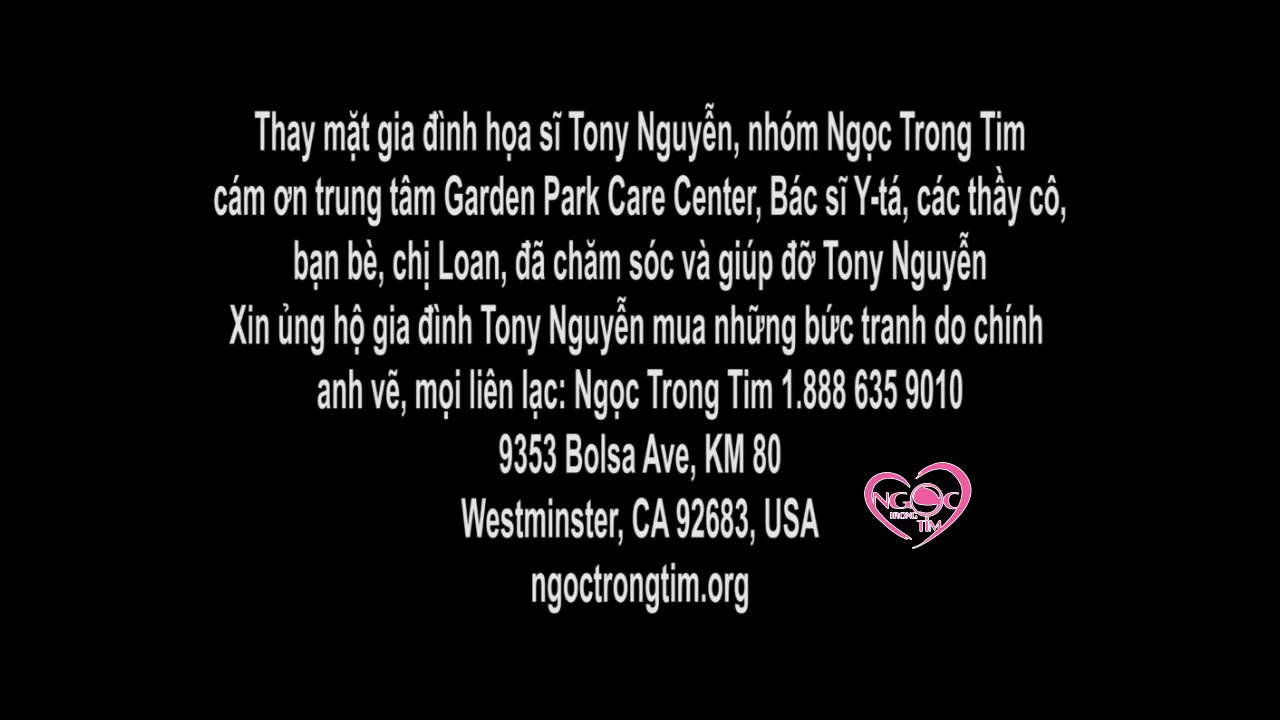 Thay mặt gia đình họa sĩ Tony Nguyễn, nhóm Ngọc Trong Tim
cám ơn trung tâm Garden Park Care Center, Bác sĩ Y-tá, các thầy cô,
bạn bè, chị Loan, đã chăm sóc và giúp đỡ Tony Nguyễn
Xin ủng hộ gia đình Tony Nguyễn mua những bức tranh do chính
anh vẽ, mọi liên lạc: Ngọc Trong Tim 1.888 635 9010
9353 Bolsa Ave, KM 80
Westminster, CA 92683, USA
ngoctrongtim.org
NGỌC
TRONG
TIM